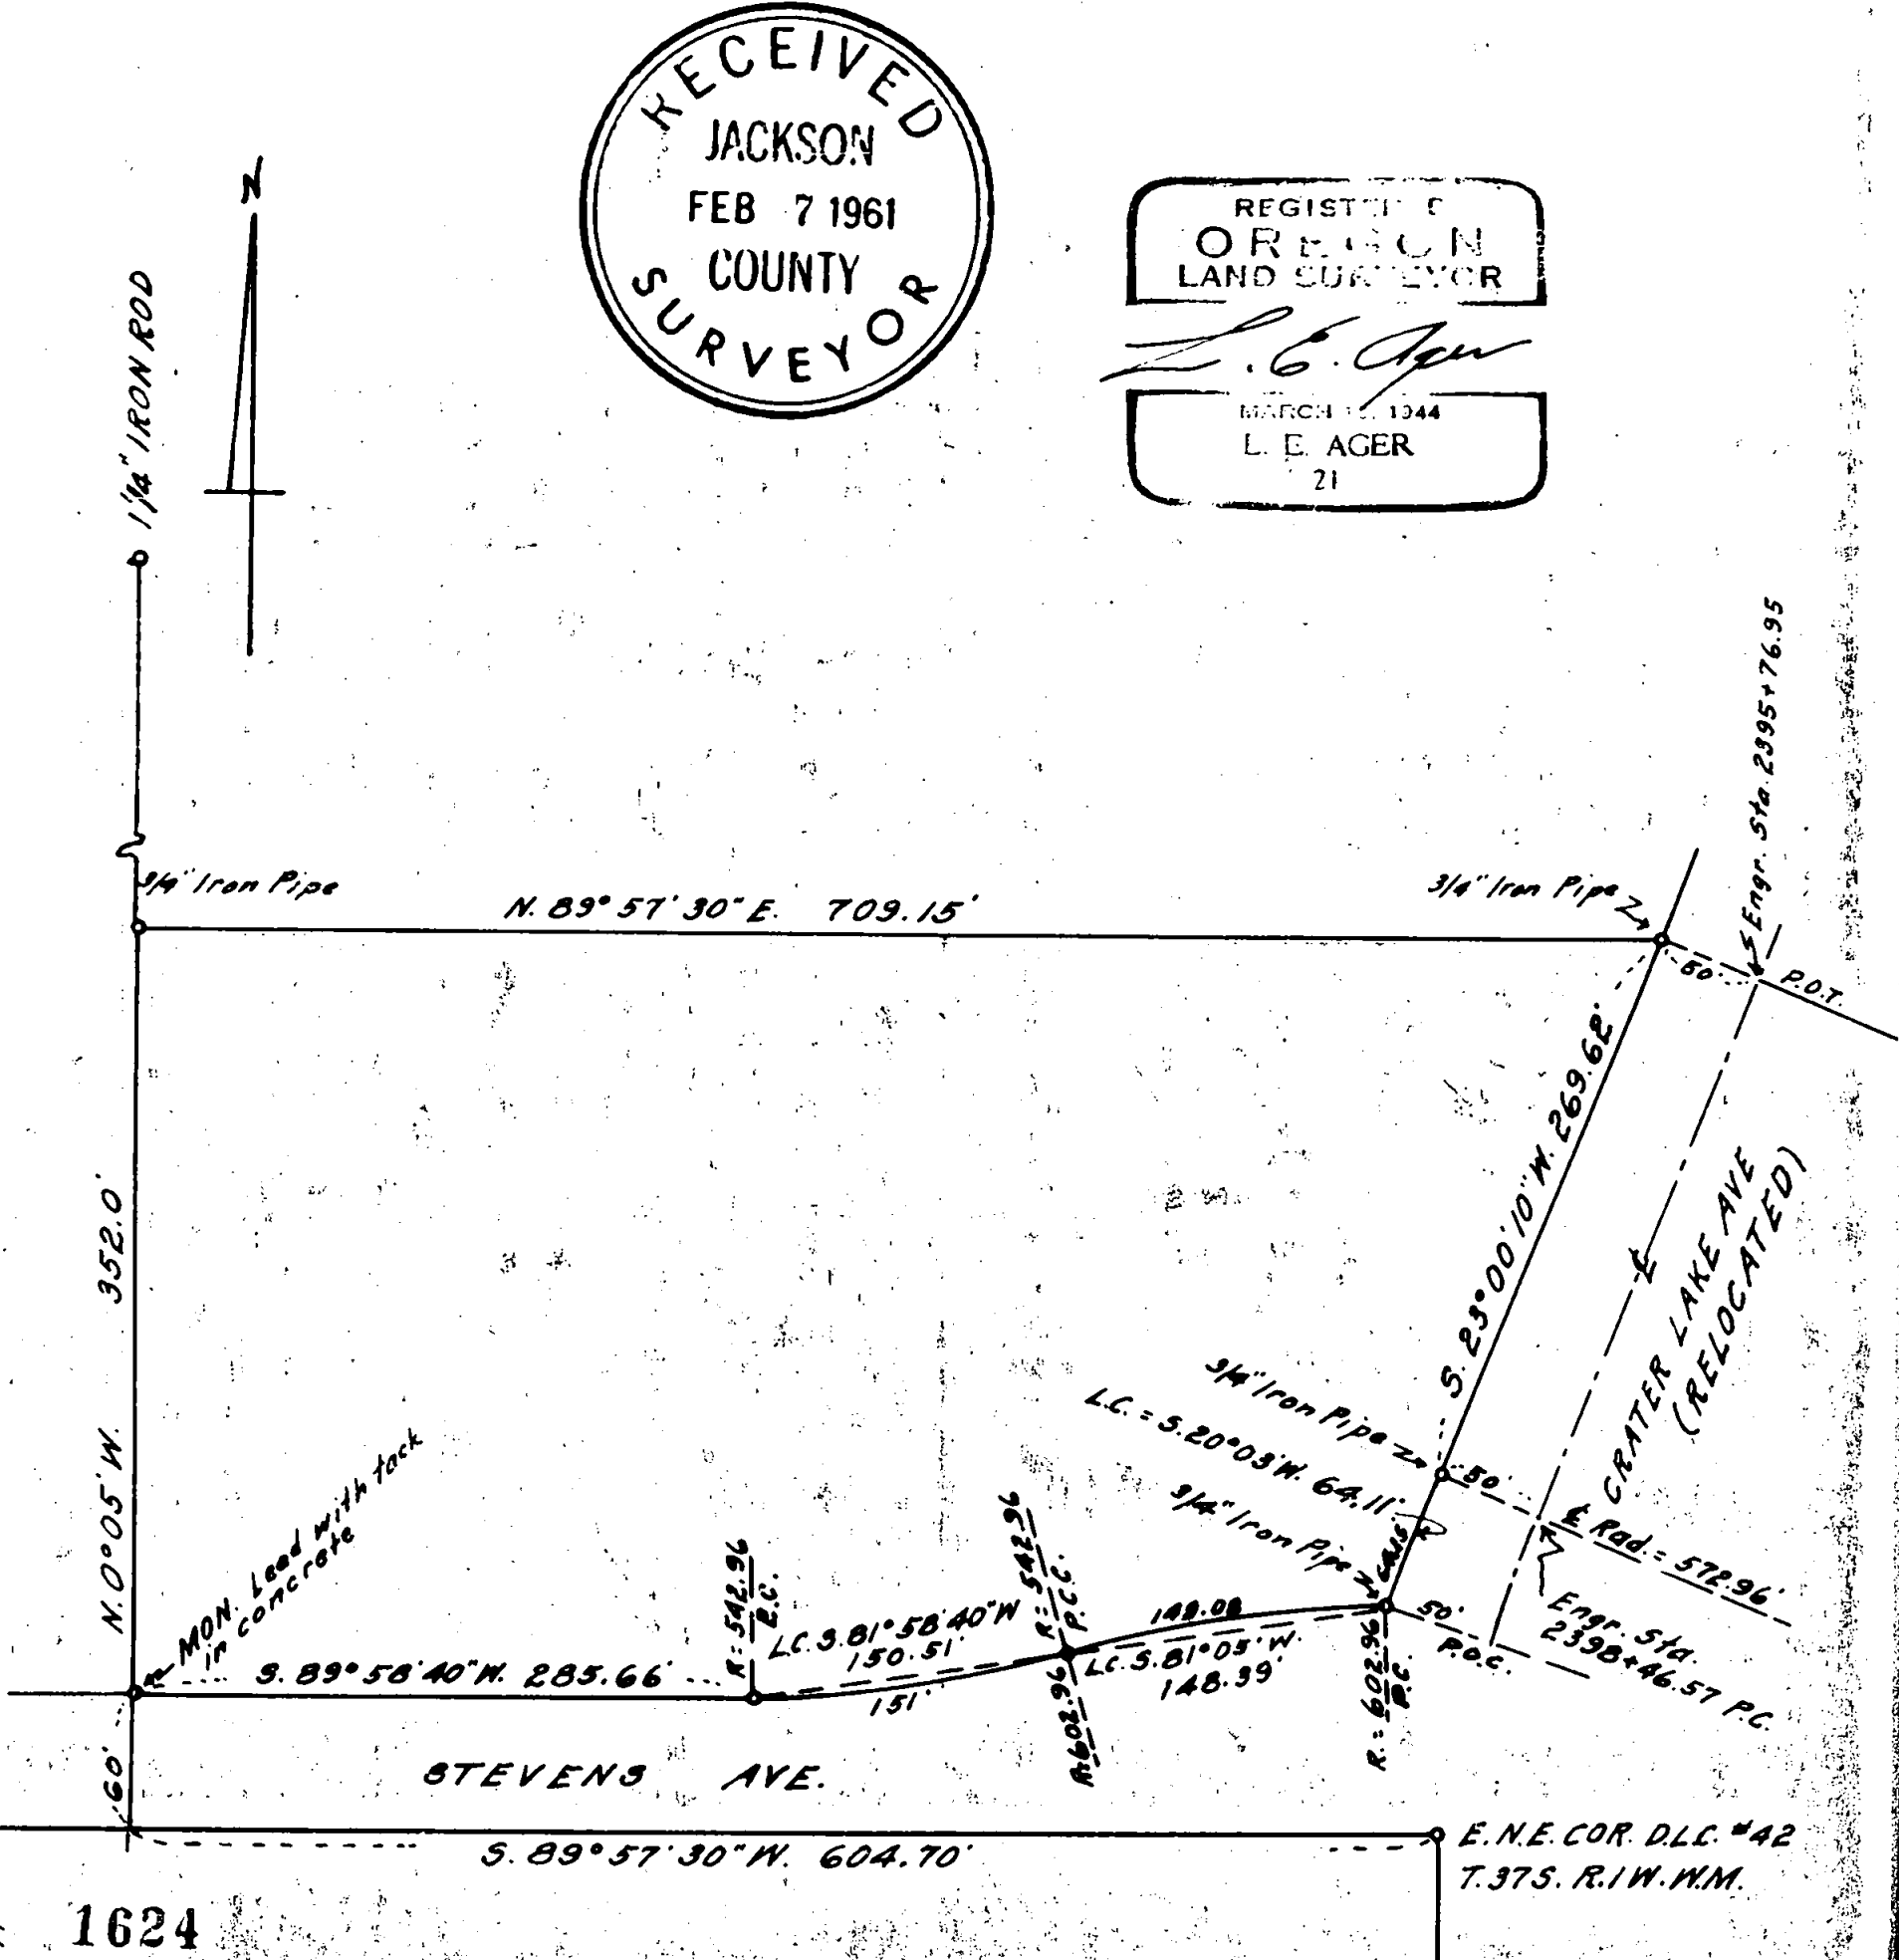 RECEIVED
JACKSON
FEB 7 1961
COUNTY
SURVEYOR
REGISTERED
OREGON
LAND SURVEYOR
L. E. Ager
MARCH 1944
L. E. AGER
21
N
1 1/4" IRON ROD
3/4" Iron Pipe
N. 89° 57' 30" E. 709.15'
3/4" Iron Pipe
Engr. Sta. 2395+76.95
50'
P.O.T.
S. 23° 00' 10" W. 269.62'
CRATER LAKE AVE
(RELOCATED)
N. 0° 05' W. 352.0'
MON. Lead with tack
in concrete
3/4" Iron Pipe
L.C. = S. 20° 03' W. 64.11'
3/4" Iron Pipe
50'
℄ Rad. = 572.96'
Engr. Sta.
2398+46.57 P.C.
50'
P.O.C.
S. 89° 58' 40" W. 285.66'
R = 542.96
L.C. S. 81° 58' 40" W
150.51'
151'
R = 542.96
P.C.C.
R = 602.96
149.08
L.C. S. 81° 05' W.
148.39'
R. = 602.96
P.C.
60'
STEVENS AVE.
S. 89° 57' 30" W. 604.70'
E.N.E. COR. D.L.C. #42
T. 37 S. R. 1 W. W.M.
1624